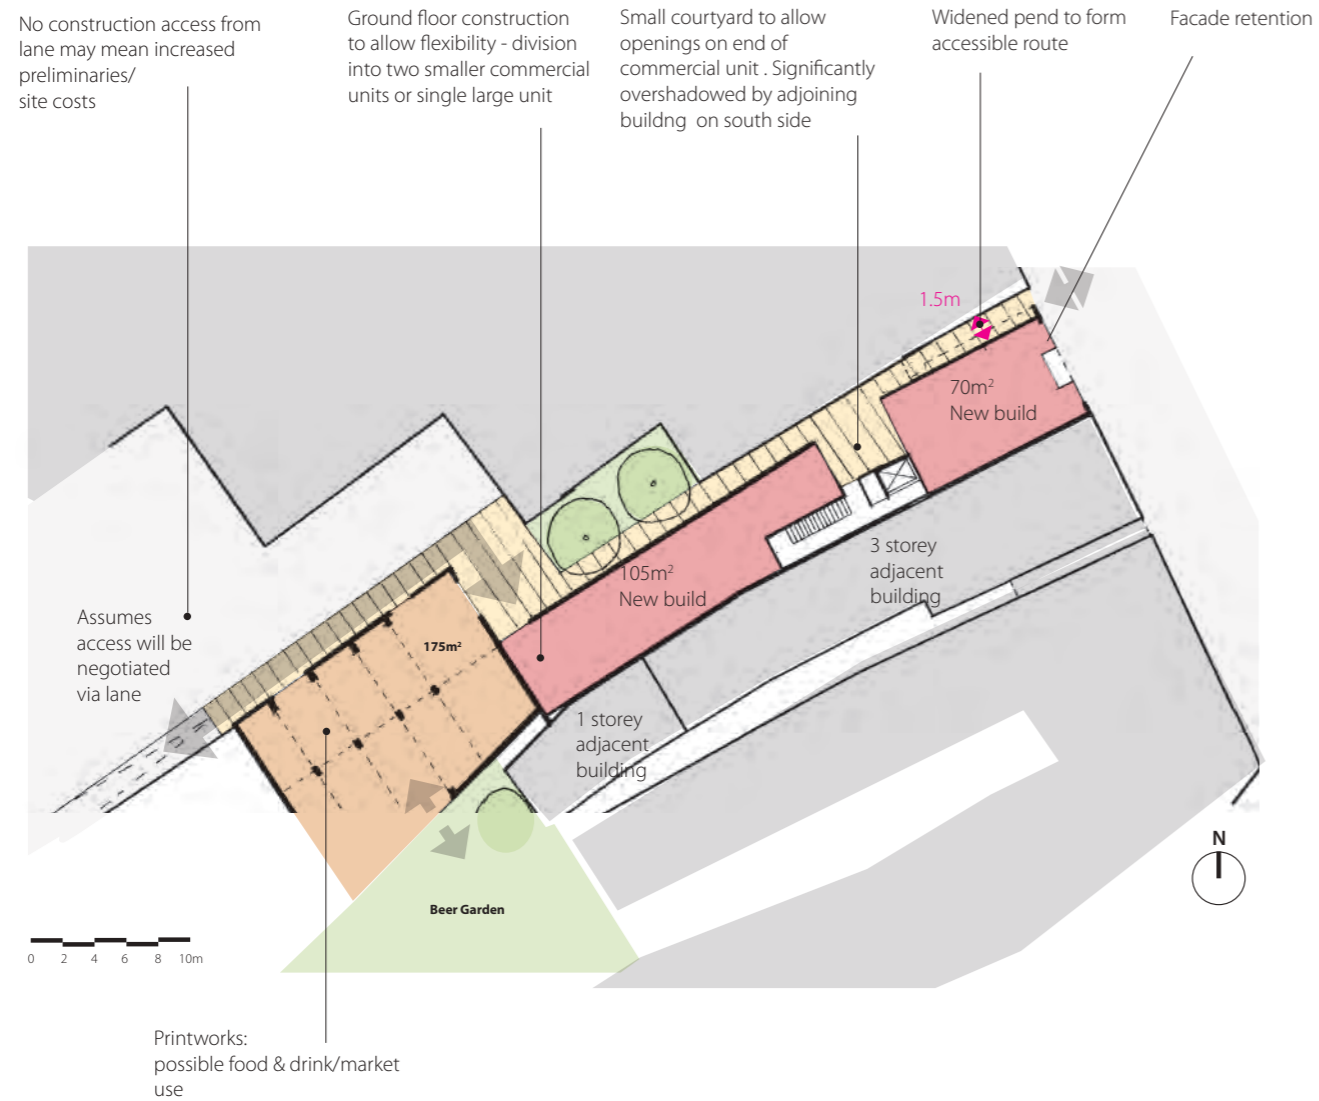 No construction access from
lane may mean increased
preliminaries/
site costs
Ground floor construction
to allow flexibility - division
into two smaller commercial
units or single large unit
Small courtyard to allow
openings on end of
commercial unit . Significantly
overshadowed by adjoining
buildng  on south side
Widened pend to form
accessible route
Facade retention
1.5m
70m²
New build
105m²
New build
3 storey
adjacent
building
175m²
Assumes
access will be
negotiated
via lane
1 storey
adjacent
building
Beer Garden
N
0 2 4 6 8 10m
Printworks:
possible food & drink/market
use